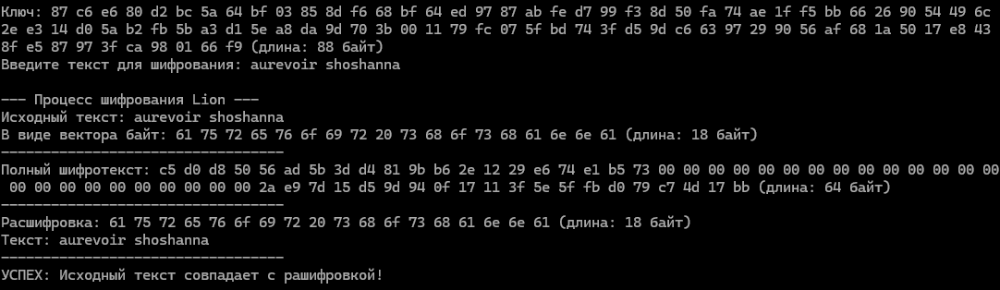 Ключ: 87 c6 e6 80 d2 bc 5a 64 bf 03 85 8d f6 68 bf 64 ed 97 87 ab fe d7 99 f3 8d 50 fa 74 ae 1f f5 bb 66 26 90 54 49 6c
2e e3 14 d0 5a b2 fb 5b a3 d1 5e a8 da 9d 70 3b 00 11 79 fc 07 5f bd 74 3f d5 9d c6 63 97 29 90 56 af 68 1a 50 17 e8 43
8f e5 87 97 3f ca 98 01 66 f9 (длина: 88 байт)
Введите текст для шифрования: aurevoir shoshanna
--- Процесс шифрования Lion ---
Исходный текст: aurevoir shoshanna
В виде вектора байт: 61 75 72 65 76 6f 69 72 20 73 68 6f 73 68 61 6e 6e 61 (длина: 18 байт)
----------------------------------
Полный шифротекст: c5 d0 d8 50 56 ad 5b 3d d4 81 9b b6 2e 12 29 e6 74 e1 b5 73 00 00 00 00 00 00 00 00 00 00 00 00 00 00
00 00 00 00 00 00 00 00 00 00 2a e9 7d 15 d5 9d 94 0f 17 11 3f 5e 5f fb d0 79 c7 4d 17 bb (длина: 64 байт)
----------------------------------
Расшифровка: 61 75 72 65 76 6f 69 72 20 73 68 6f 73 68 61 6e 6e 61 (длина: 18 байт)
Текст: aurevoir shoshanna
----------------------------------
УСПЕХ: Исходный текст совпадает с рашифровкой!